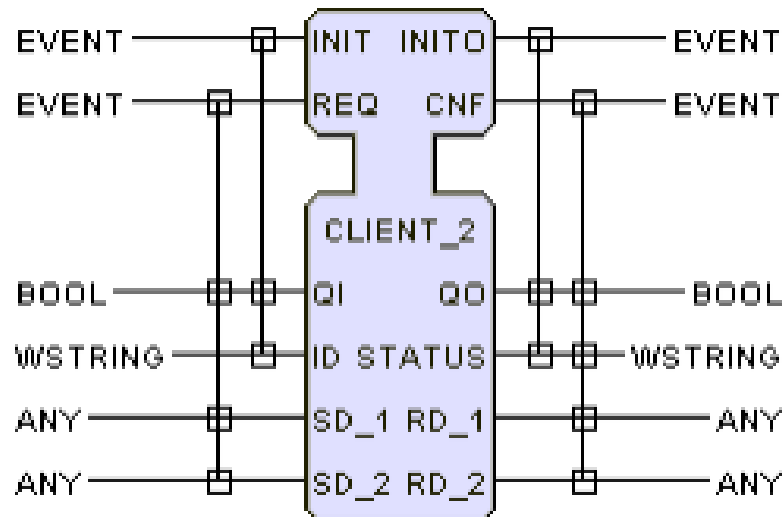 EVENT INIT INITO EVENT
EVENT REQ CNF EVENT
CLIENT_2
BOOL QI QO BOOL
WSTRING ID STATUS WSTRING
ANY SD_1 RD_1 ANY
ANY SD_2 RD_2 ANY